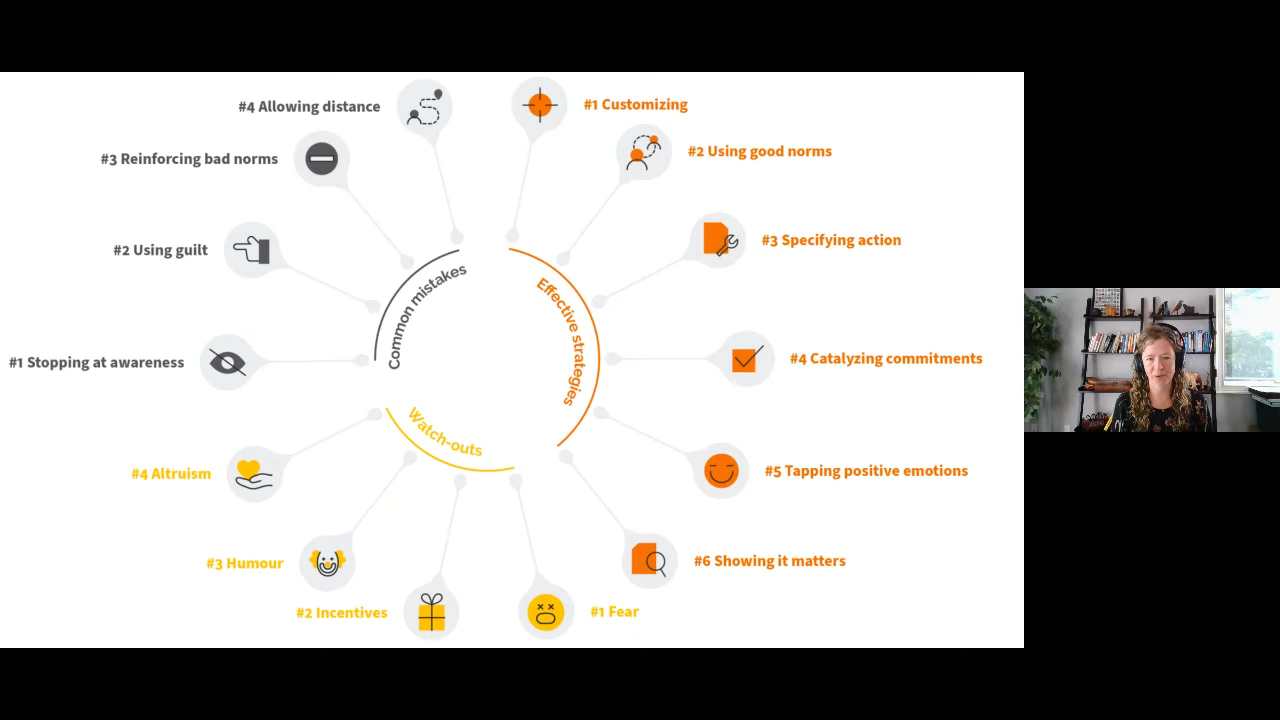 #4 Allowing distance
#1 Customizing
#3 Reinforcing bad norms
#2 Using good norms
#2 Using guilt
#3 Specifying action
Common mistakes
Effective strategies
#1 Stopping at awareness
#4 Catalyzing commitments
Watch-outs
#4 Altruism
#5 Tapping positive emotions
#3 Humour
#6 Showing it matters
#2 Incentives
#1 Fear